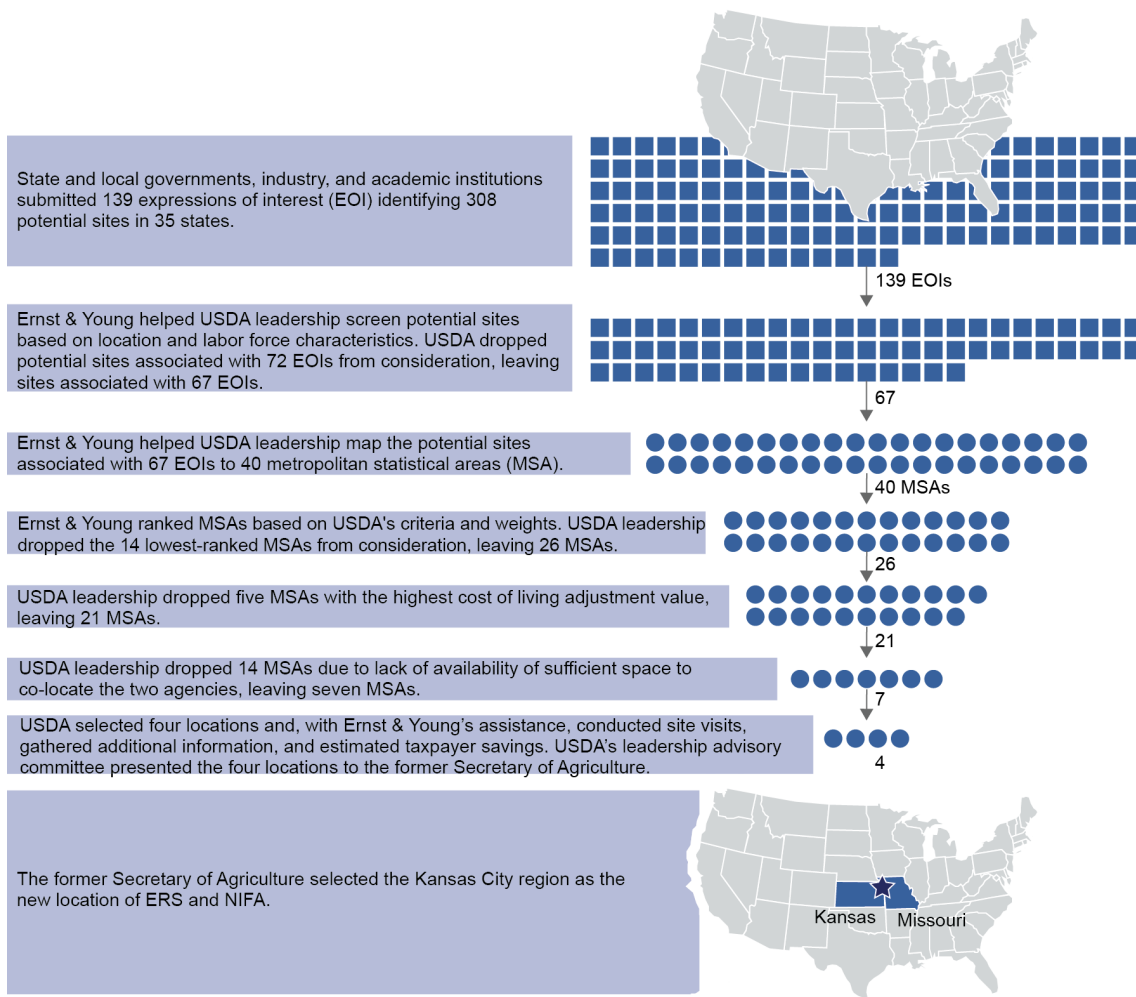 State and local governments, industry, and academic institutions
submitted 139 expressions of interest (EOI) identifying 308
potential sites in 35 states.
139 EOIs
Ernst & Young helped USDA leadership screen potential sites
based on location and labor force characteristics. USDA dropped
potential sites associated with 72 EOIs from consideration, leaving
sites associated with 67 EOIs.
67
Ernst & Young helped USDA leadership map the potential sites
associated with 67 EOIs to 40 metropolitan statistical areas (MSA).
40 MSAs
Ernst & Young ranked MSAs based on USDA's criteria and weights. USDA leadership
dropped the 14 lowest-ranked MSAs from consideration, leaving 26 MSAs.
26
USDA leadership dropped five MSAs with the highest cost of living adjustment value,
leaving 21 MSAs.
21
USDA leadership dropped 14 MSAs due to lack of availability of sufficient space to
co-locate the two agencies, leaving seven MSAs.
7
USDA selected four locations and, with Ernst & Young’s assistance, conducted site visits,
gathered additional information, and estimated taxpayer savings. USDA’s leadership advisory
committee presented the four locations to the former Secretary of Agriculture.
4
The former Secretary of Agriculture selected the Kansas City region as the
new location of ERS and NIFA.
Kansas
Missouri